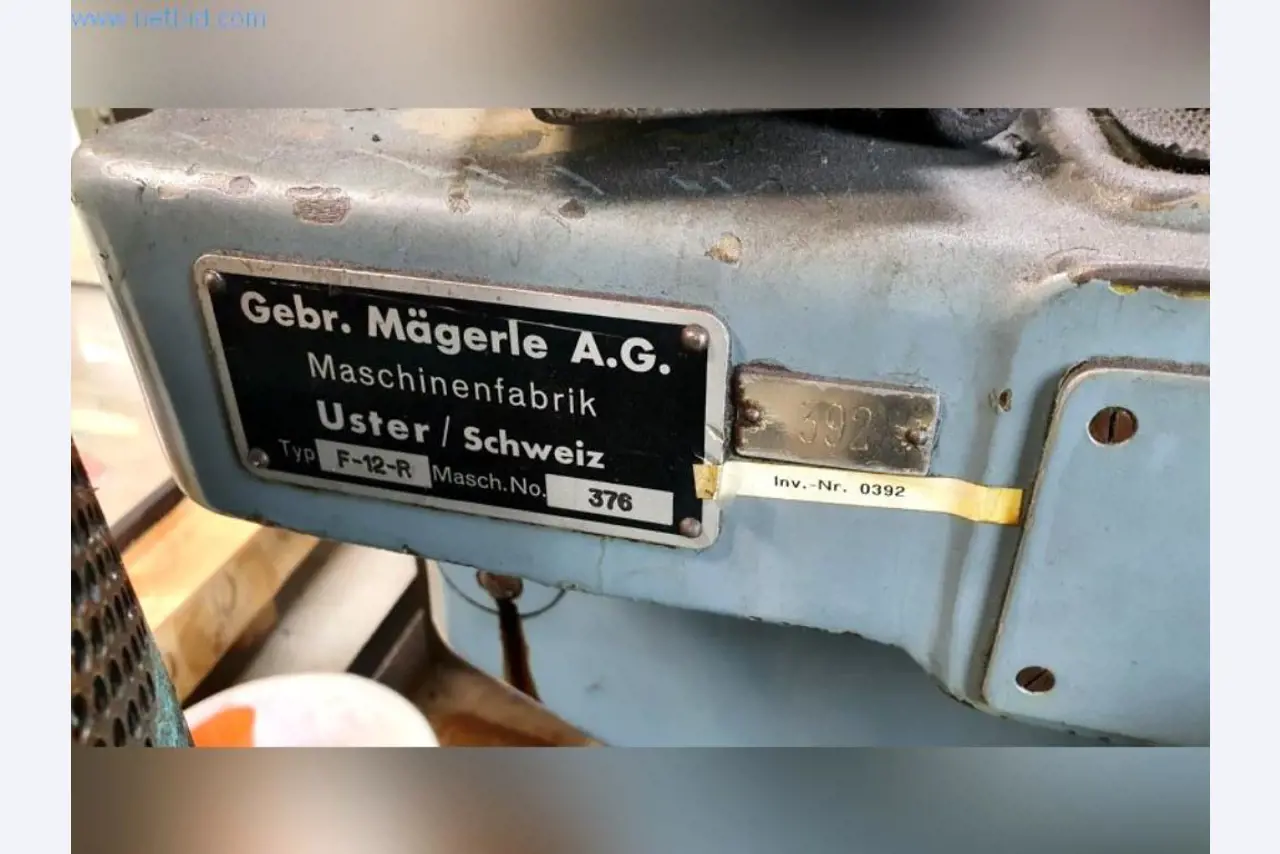 www.netbid.com
Gebr. Mägerle A.G.
Maschinenfabrik
Uster / Schweiz
Typ F-12-R Masch.No. 376
392
Inv.-Nr. 0392